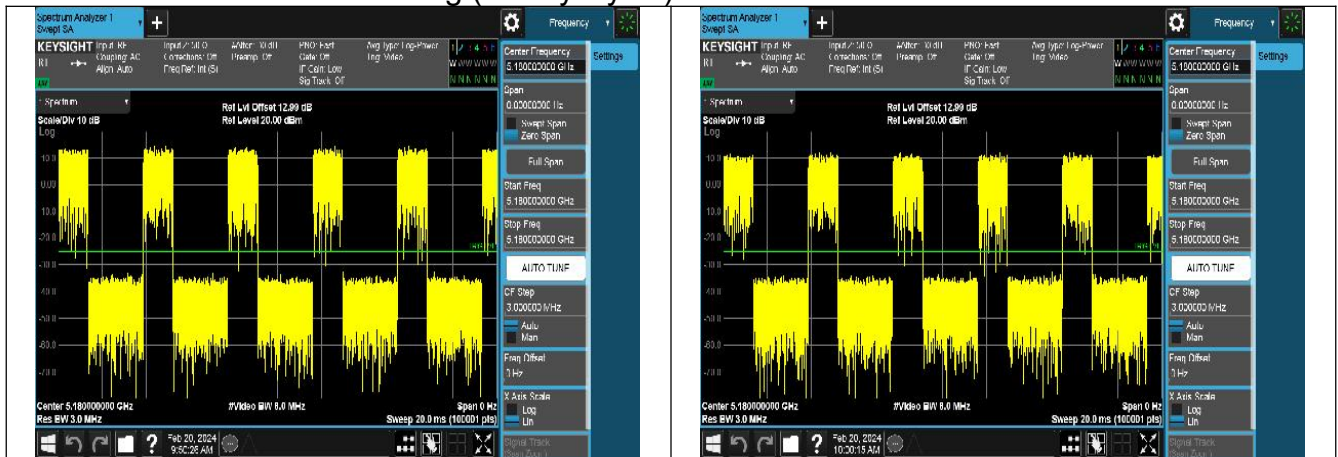 Spectrum Analyzer 1
Swept SA
+
Frequency
KEYSIGHT Input: RF
Coupling: AC
Align: Auto
Corrections: Off
Freq Ref: Int (S)
Preamp: Off
PNO: Fast
Gate: Off
IF Gain: Low
Sig Track: Off
Avg Type: Log-Power
Trig: Video
Center Frequency
5.180000000 GHz
Settings
Span
0.00000000 Hz
Swept Span
Zero Span
Full Span
Start Freq
5.180000000 GHz
Stop Freq
5.180000000 GHz
AUTO TUNE
CF Step
3.000000 MHz
Auto
Man
Freq Offset
0 Hz
X Axis Scale
Log
Lin
Signal Track
1 Spectrum
Scale/Div 10 dB
Log
Ref Lvl Offset 12.99 dB
Ref Level 20.00 dBm
Center 5.180000000 GHz
Res BW 3.0 MHz
#Video BW 8.0 MHz
Span 0 Hz
Sweep 20.0 ms (100001 pts)
?
Feb 20, 2024
9:50:26 AM
Spectrum Analyzer 1
Swept SA
+
Frequency
KEYSIGHT Input: RF
Coupling: AC
Align: Auto
Corrections: Off
Freq Ref: Int (S)
Preamp: Off
PNO: Fast
Gate: Off
IF Gain: Low
Sig Track: Off
Avg Type: Log-Power
Trig: Video
Center Frequency
5.180000000 GHz
Settings
Span
0.00000000 Hz
Swept Span
Zero Span
Full Span
Start Freq
5.180000000 GHz
Stop Freq
5.180000000 GHz
AUTO TUNE
CF Step
3.000000 MHz
Auto
Man
Freq Offset
0 Hz
X Axis Scale
Log
Lin
Signal Track
1 Spectrum
Scale/Div 10 dB
Log
Ref Lvl Offset 12.99 dB
Ref Level 20.00 dBm
Center 5.180000000 GHz
Res BW 3.0 MHz
#Video BW 8.0 MHz
Span 0 Hz
Sweep 20.0 ms (100001 pts)
?
Feb 20, 2024
10:00:15 AM